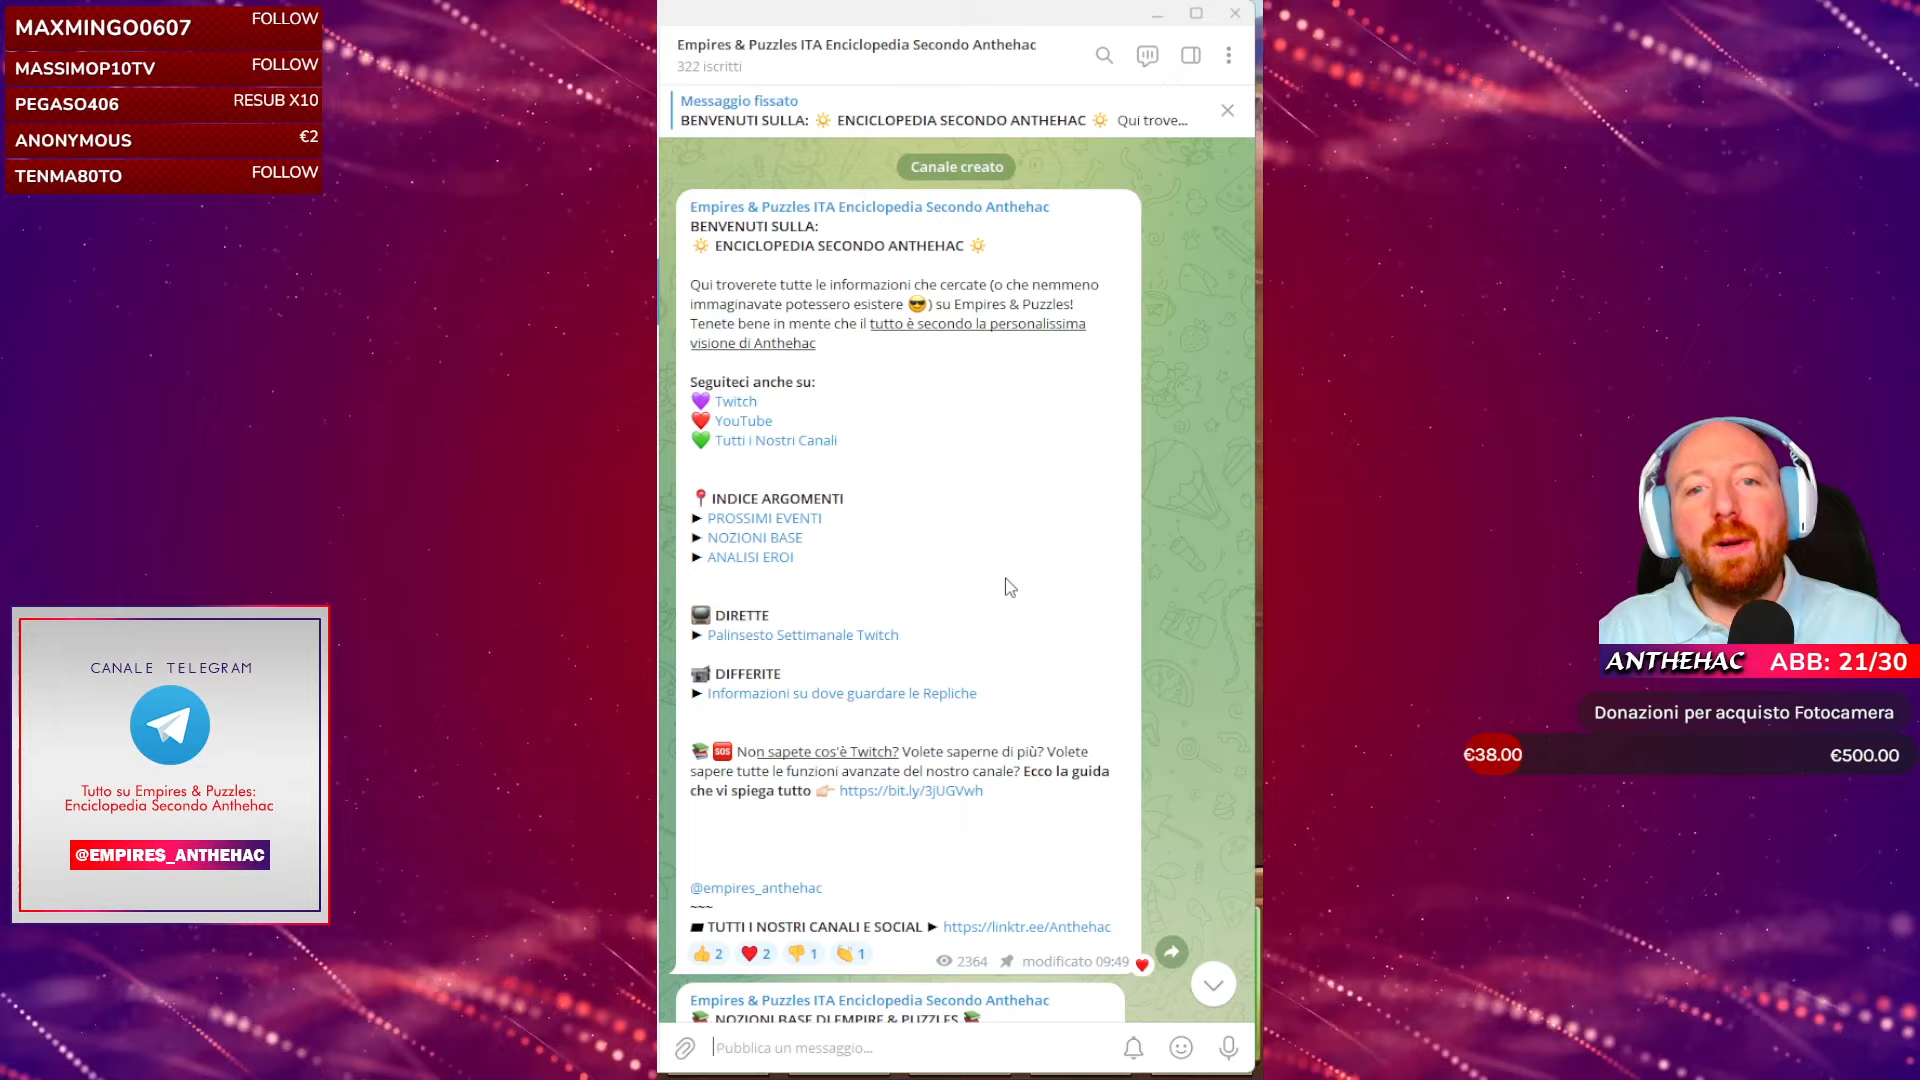 MAXMINGO0607 FOLLOW
MASSIMOP10TV FOLLOW
PEGASO406 RESUB X10
ANONYMOUS €2
TENMA80TO FOLLOW
CANALE TELEGRAM
Tutto su Empires & Puzzles:
Enciclopedia Secondo Anthehac
@EMPIRES_ANTHEHAC
Empires & Puzzles ITA Enciclopedia Secondo Anthehac
322 iscritti
Messaggio fissato
BENVENUTI SULLA: ☀️ ENCICLOPEDIA SECONDO ANTHEHAC ☀️ Qui trove...
Canale creato
Empires & Puzzles ITA Enciclopedia Secondo Anthehac
BENVENUTI SULLA:
☀️ ENCICLOPEDIA SECONDO ANTHEHAC ☀️
Qui troverete tutte le informazioni che cercate (o che nemmeno
immaginavate potessero esistere 😎) su Empires & Puzzles!
Tenete bene in mente che il tutto è secondo la personalissima
visione di Anthehac
Seguiteci anche su:
💜 Twitch
❤️ YouTube
💚 Tutti i Nostri Canali
📍 INDICE ARGOMENTI
► PROSSIMI EVENTI
► NOZIONI BASE
► ANALISI EROI
📺 DIRETTE
► Palinsesto Settimanale Twitch
📹 DIFFERITE
► Informazioni su dove guardare le Repliche
📚 🆘 Non sapete cos'è Twitch? Volete saperne di più? Volete
sapere tutte le funzioni avanzate del nostro canale? Ecco la guida
che vi spiega tutto 👉🏻 https://bit.ly/3jUGVwh
@empires_anthehac
~~~
TUTTI I NOSTRI CANALI E SOCIAL ► https://linktr.ee/Anthehac
👍 2 ❤️ 2 👎 1 👏 1
2364 modificato 09:49
Empires & Puzzles ITA Enciclopedia Secondo Anthehac
📚 NOZIONI BASE DI EMPIRE & PUZZLES 📚
Pubblica un messaggio...
ANTHEHAC ABB: 21/30
Donazioni per acquisto Fotocamera
€38.00 €500.00